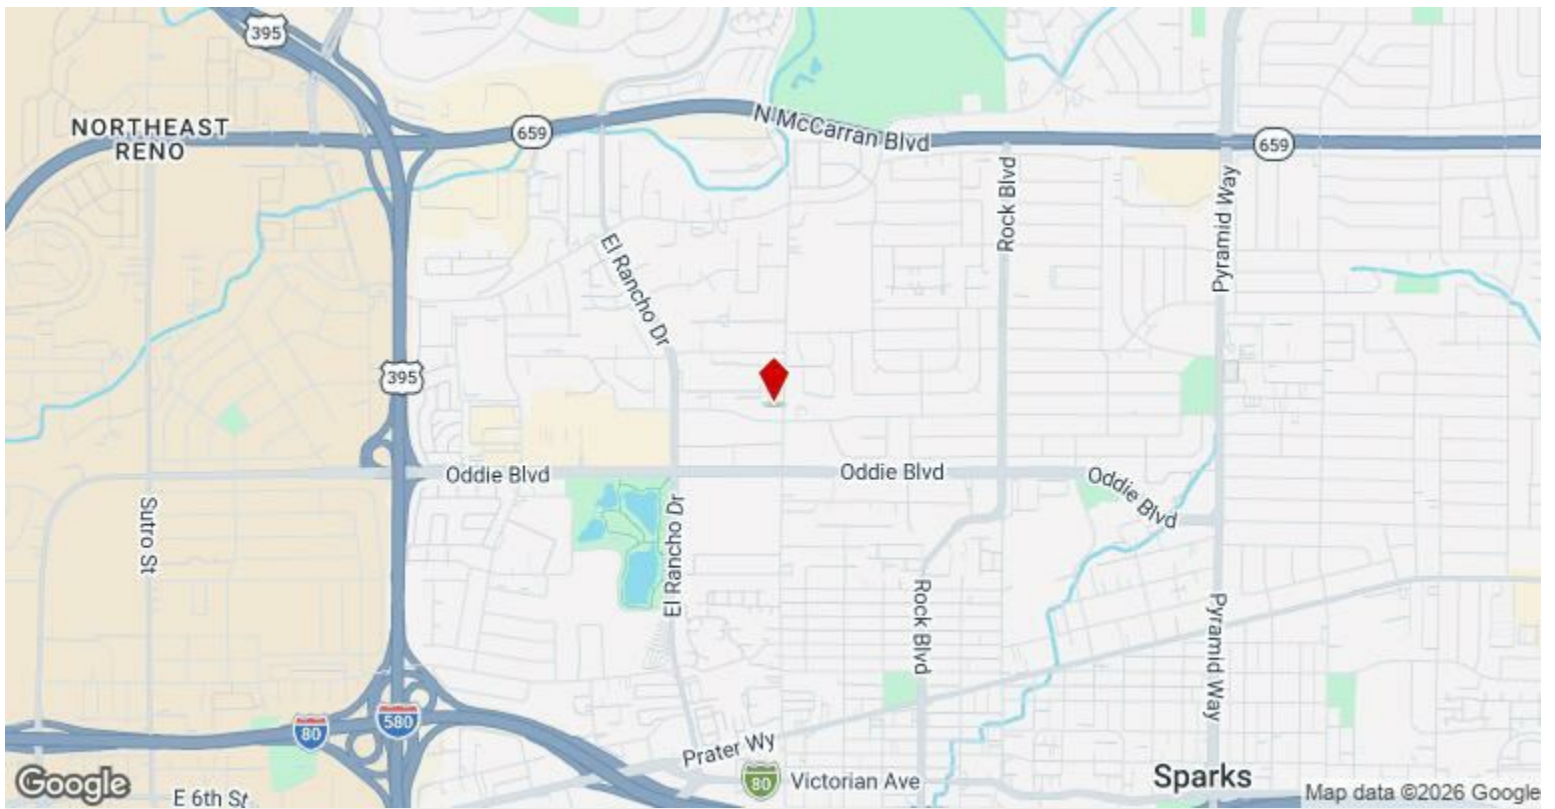 395
NORTHEAST
RENO
659
N McCarran Blvd
659
Rock Blvd
Pyramid Way
El Rancho Dr
395
Oddie Blvd
Oddie Blvd
Oddie Blvd
Sutro St
El Rancho Dr
Rock Blvd
Pyramid Way
80
580
Prater Wy
80
Victorian Ave
Sparks
Google
E 6th St
Map data ©2026 Google